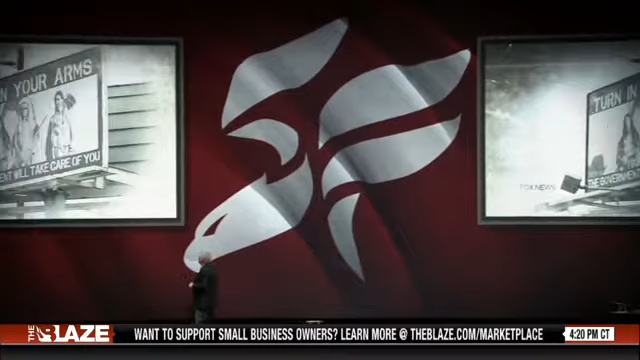 N YOUR ARMS
ENT WILL TAKE CARE OF YOU
TURN IN
THE GOVERNMENT
FOX NEWS
THE BLAZE
WANT TO SUPPORT SMALL BUSINESS OWNERS? LEARN MORE @ THEBLAZE.COM/MARKETPLACE
4:20 PM CT